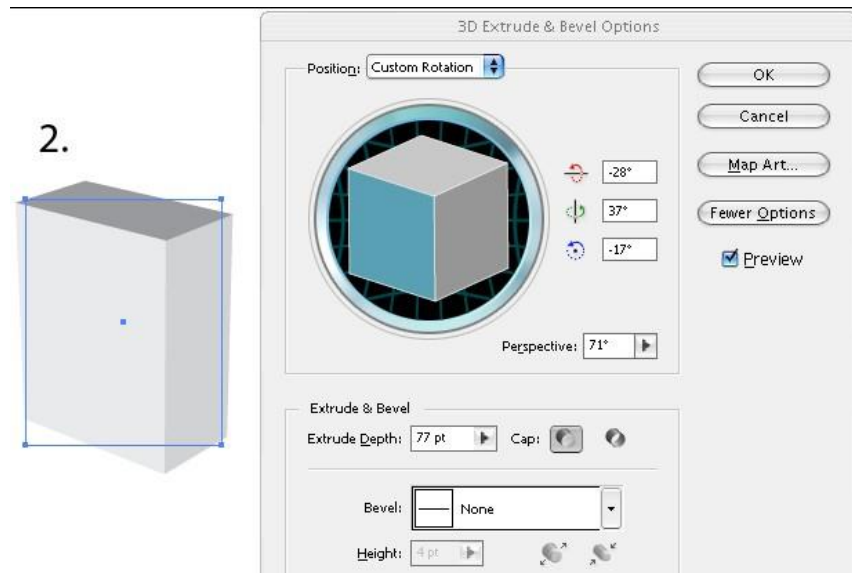 3D Extrude & Bevel Options
Position: Custom Rotation
OK
Cancel
2.
Map Art...
-28°
Fewer Options
37°
-17°
Preview
Perspective: 71°
Extrude & Bevel
Extrude Depth: 77 pt Cap:
Bevel: None
Height: 4 pt